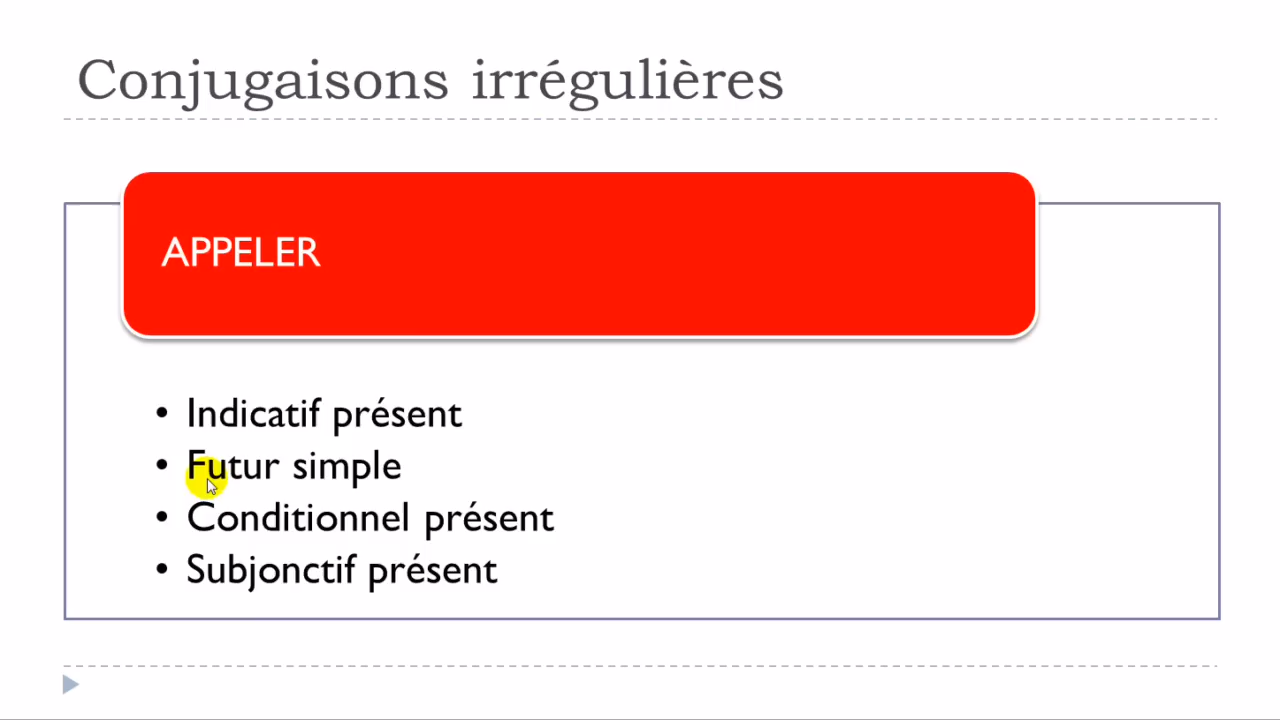 Conjugaisons irrégulières
APPELER
• Indicatif présent
• Futur simple
• Conditionnel présent
• Subjonctif présent